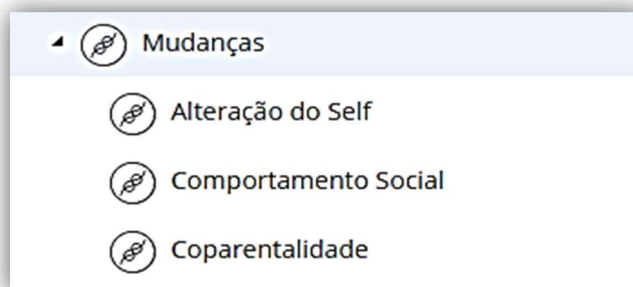 Mudanças
Alteração do Self
Comportamento Social
Coparentalidade